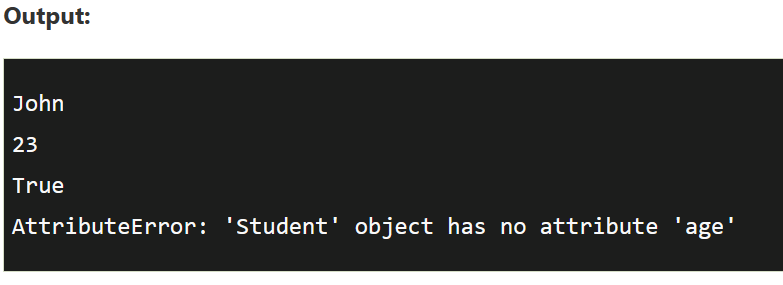 Output:
John
23
True
AttributeError: 'Student' object has no attribute 'age'